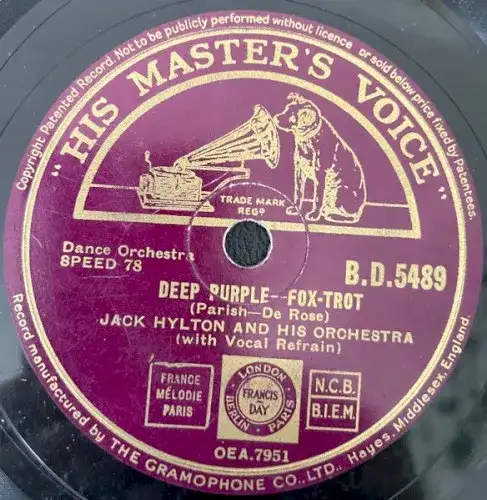 Copyright Patented Record. Not to be publicly performed without licence or sold below price fixed by Patentees.
"HIS MASTER'S VOICE"
TRADE MARK
REGD
Dance Orchestra
SPEED 78
B.D.5489
DEEP PURPLE--FOX-TROT
(Parish—De Rose)
JACK HYLTON AND HIS ORCHESTRA
(with Vocal Refrain)
FRANCE
MÉLODIE
PARIS
LONDON
FRANCIS
& DAY
BERLIN · PARIS
N.C.B.
B.I.E.M.
OEA.7951
Record manufactured by THE GRAMOPHONE CO., LTD., Hayes, Middlesex, England.